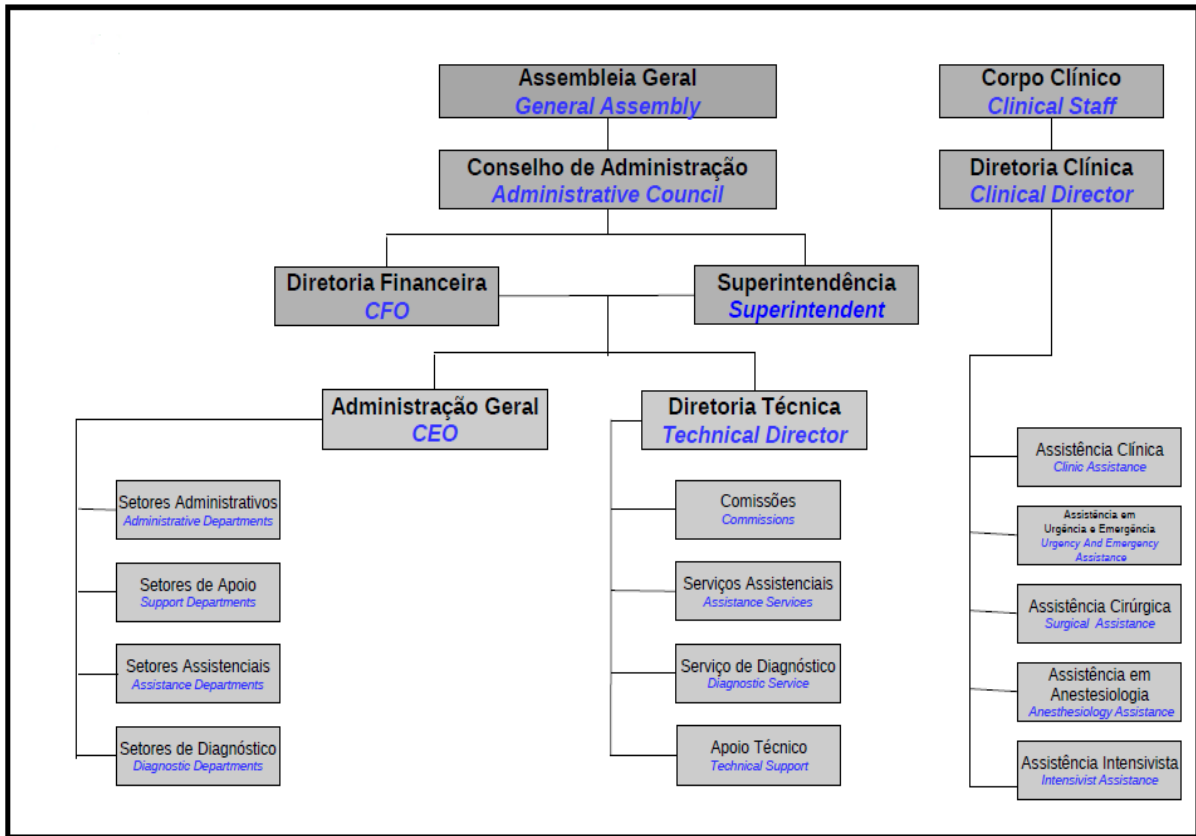 Assembleia Geral
General Assembly
Corpo Clínico
Clinical Staff
Conselho de Administração
Administrative Council
Diretoria Clínica
Clinical Director
Diretoria Financeira
CFO
Superintendência
Superintendent
Administração Geral
CEO
Diretoria Técnica
Technical Director
Setores Administrativos
Administrative Departments
Setores de Apoio
Support Departments
Setores Assistenciais
Assistance Departments
Setores de Diagnóstico
Diagnostic Departments
Comissões
Commissions
Serviços Assistenciais
Assistance Services
Serviço de Diagnóstico
Diagnostic Service
Apoio Técnico
Technical Support
Assistência Clínica
Clinic Assistance
Assistência em
Urgência e Emergência
Urgency And Emergency
Assistance
Assistência Cirúrgica
Surgical Assistance
Assistência em
Anestesiologia
Anesthesiology Assistance
Assistência Intensivista
Intensivist Assistance